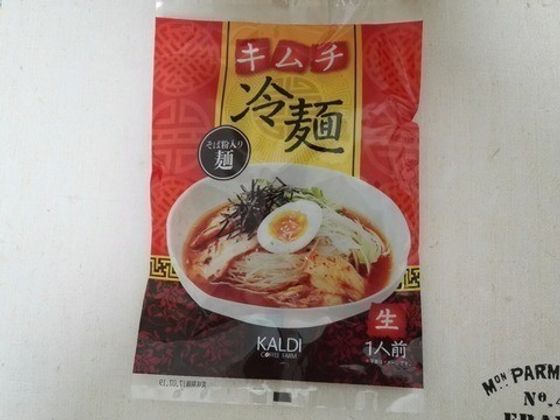 キムチ
冷麺
そば粉入り
麺
KALDI
COFFEE FARM
生
1人前
MON PARM
No.